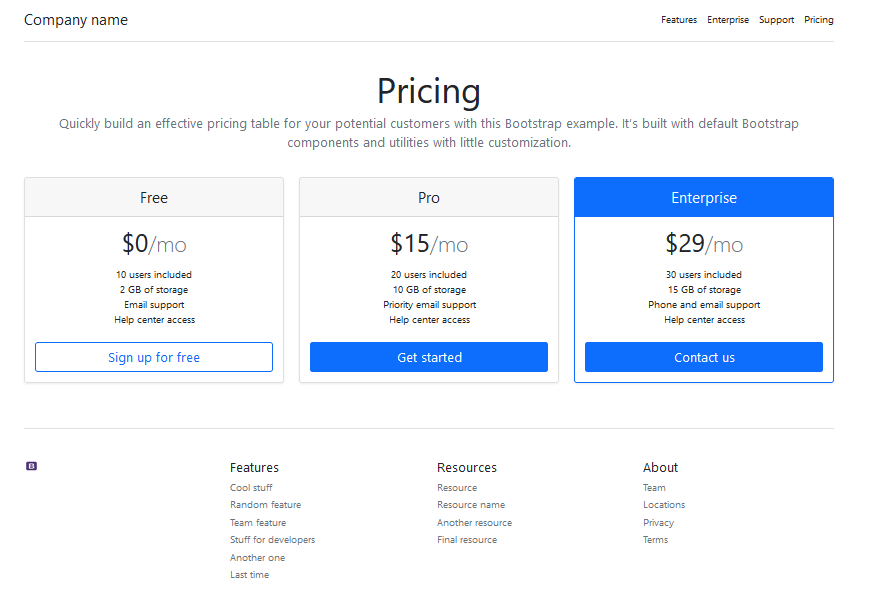 Company name
Features Enterprise Support Pricing
Pricing
Quickly build an effective pricing table for your potential customers with this Bootstrap example. It's built with default Bootstrap
components and utilities with little customization.
Free
$0/mo
10 users included
2 GB of storage
Email support
Help center access
Sign up for free
Pro
$15/mo
20 users included
10 GB of storage
Priority email support
Help center access
Get started
Enterprise
$29/mo
30 users included
15 GB of storage
Phone and email support
Help center access
Contact us
B
Features
Cool stuff
Random feature
Team feature
Stuff for developers
Another one
Last time
Resources
Resource
Resource name
Another resource
Final resource
About
Team
Locations
Privacy
Terms